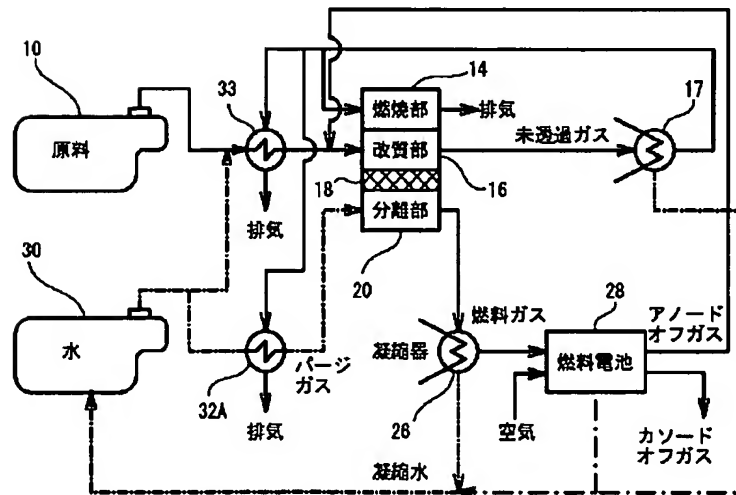 10
原料
33
排気
14
燃焼部
排気
改質部
18
16
分離部
20
未透過ガス
17
30
水
パージ
ガス
32A
排気
燃料ガス
凝縮器
26
凝縮水
28
燃料電池
空気
アノード
オフガス
カソード
オフガス